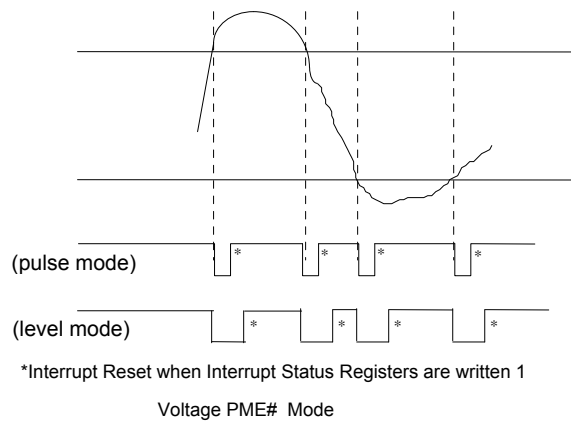 (pulse mode) * * * *
(level mode) * * * *
*Interrupt Reset when Interrupt Status Registers are written 1
Voltage PME# Mode